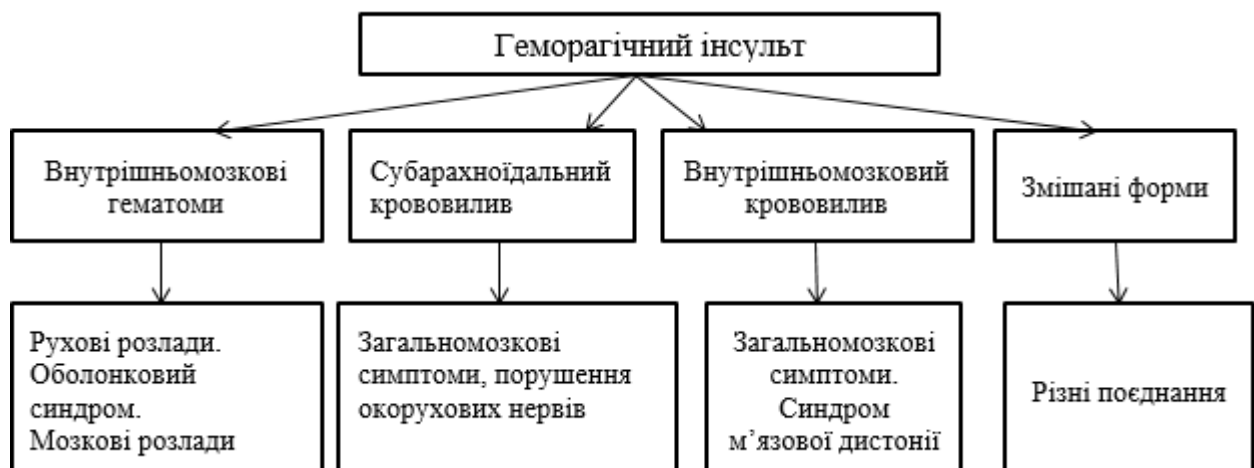 Геморагічний інсульт
Внутрішньомозкові
гематоми
Субарахноїдальний
крововилив
Внутрішньомозковий
крововилив
Змішані форми
Рухові розлади.
Оболонковий
синдром.
Мозкові розлади
Загальномозкові
симптоми, порушення
окорухових нервів
Загальномозкові
симптоми.
Синдром
м’язової дистонії
Різні поєднання